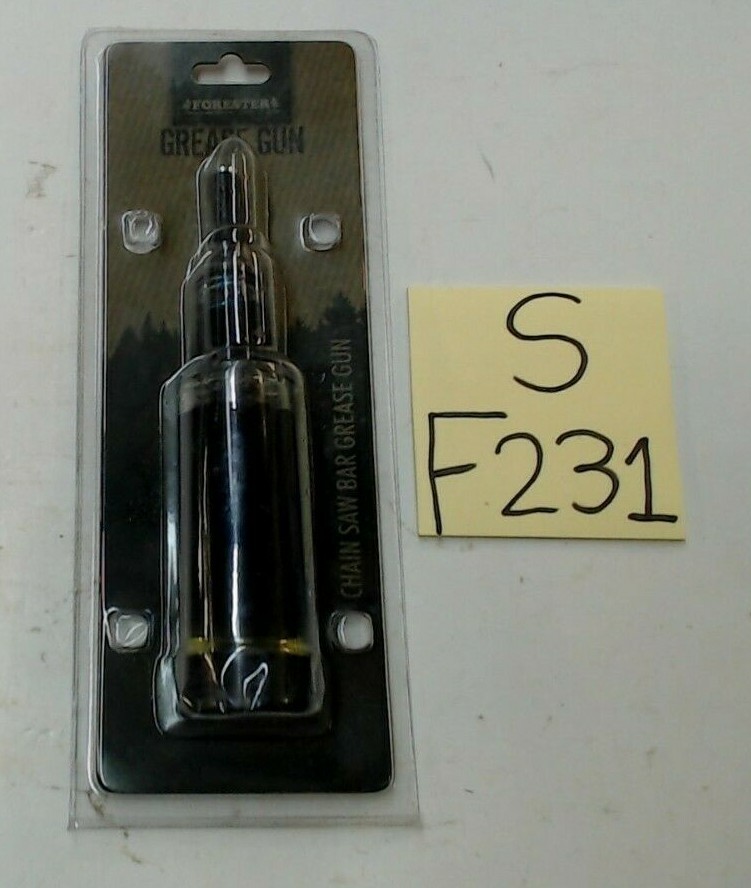 FORESTER
GREASE GUN
CHAIN SAW BAR GREASE GUN
S
F231